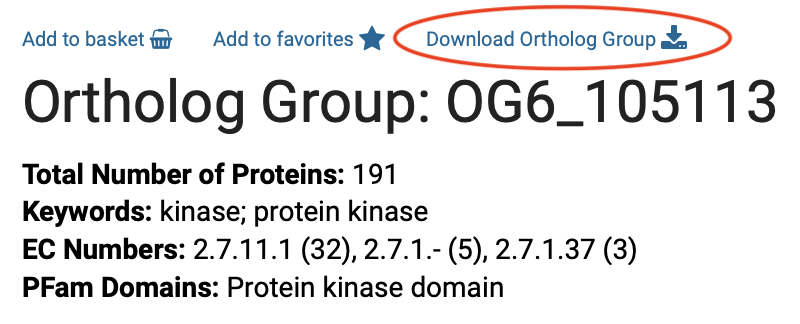 Add to basket Add to favorites Download Ortholog Group
Ortholog Group: OG6_105113
Total Number of Proteins: 191
Keywords: kinase; protein kinase
EC Numbers: 2.7.11.1 (32), 2.7.1.- (5), 2.7.1.37 (3)
PFam Domains: Protein kinase domain